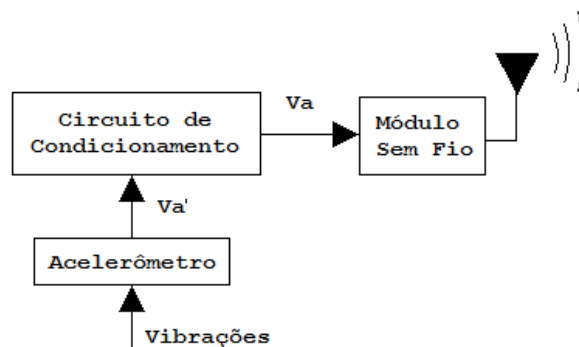 Circuito de
Condicionamento
Va
Módulo
Sem Fio
Va'
Acelerômetro
Vibrações